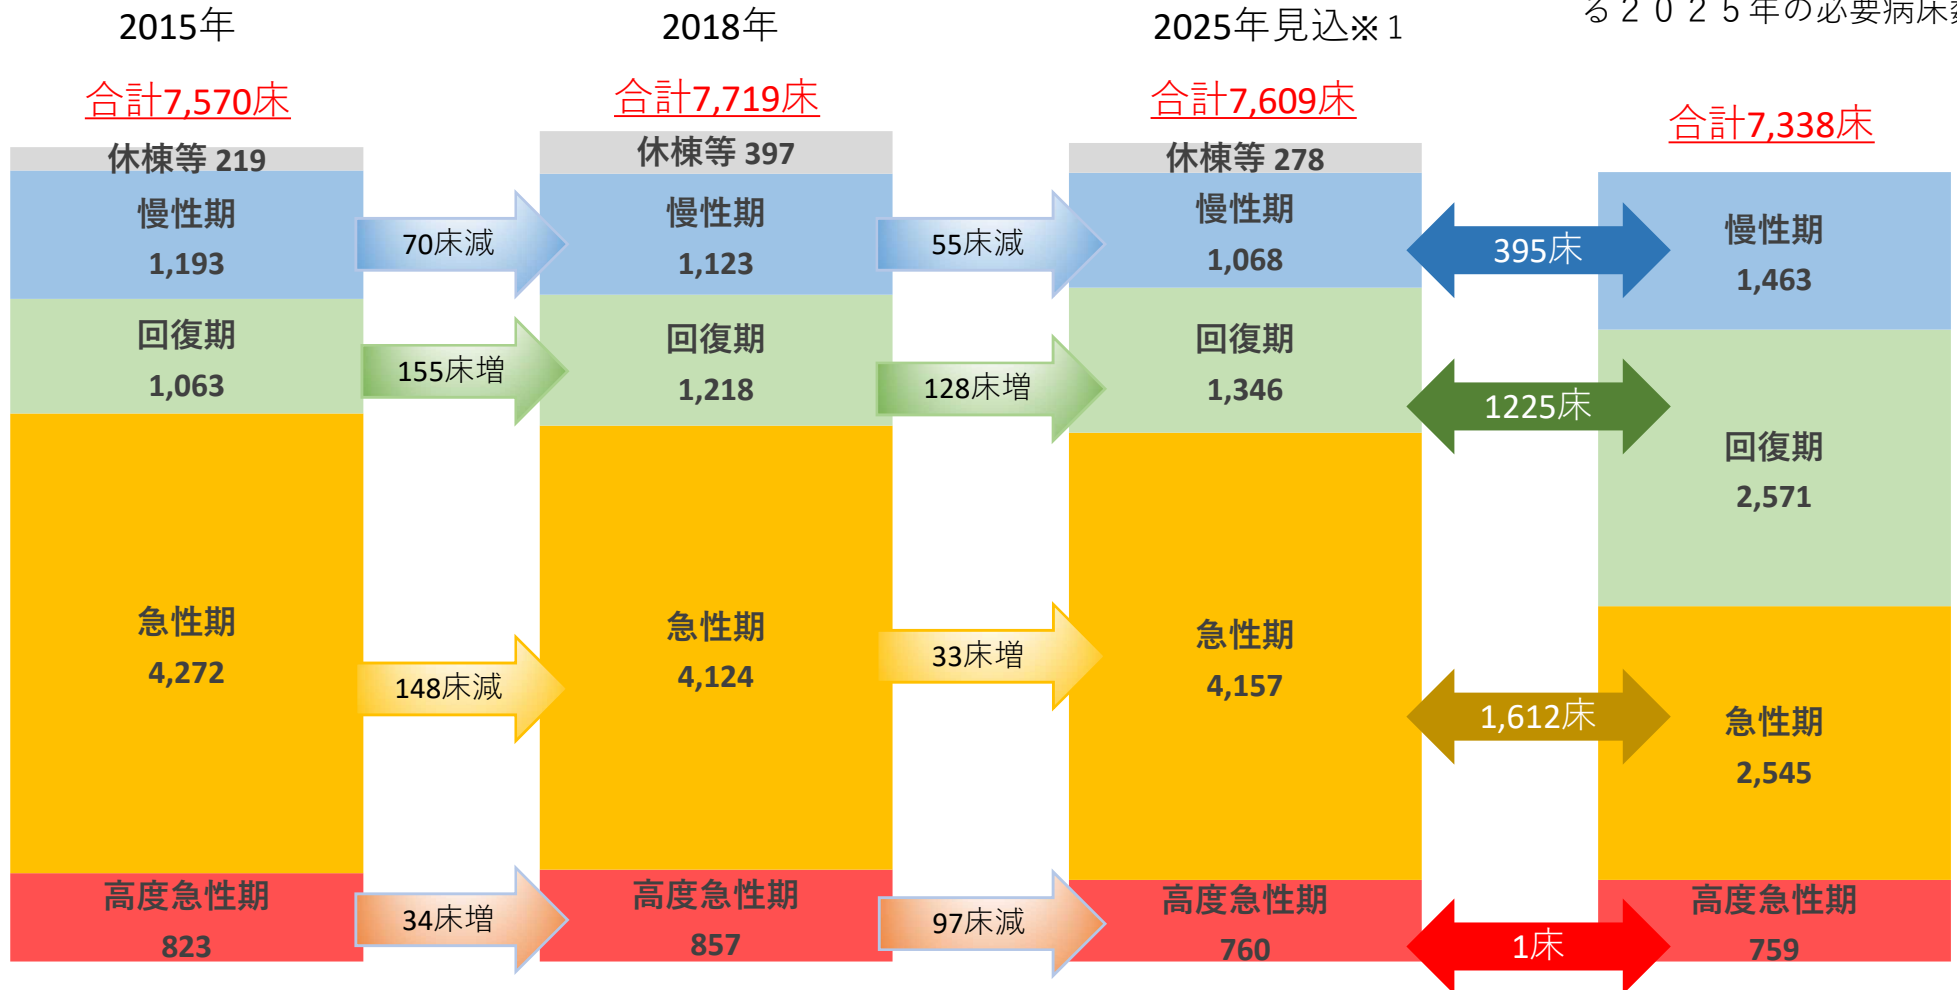 2015年
2018年
2025年見込※1
る２０２５年の必要病床
合計7,570床
合計7,719床
合計7,609床
合計7,338床
休棟等 219
慢性期
1,193
回復期
1,063
急性期
4,272
高度急性期
823
70床減
155床増
148床減
34床増
休棟等 397
慢性期
1,123
回復期
1,218
急性期
4,124
高度急性期
857
55床減
128床増
33床増
97床減
休棟等 278
慢性期
1,068
回復期
1,346
急性期
4,157
高度急性期
760
395床
1225床
1,612床
1床
慢性期
1,463
回復期
2,571
急性期
2,545
高度急性期
759